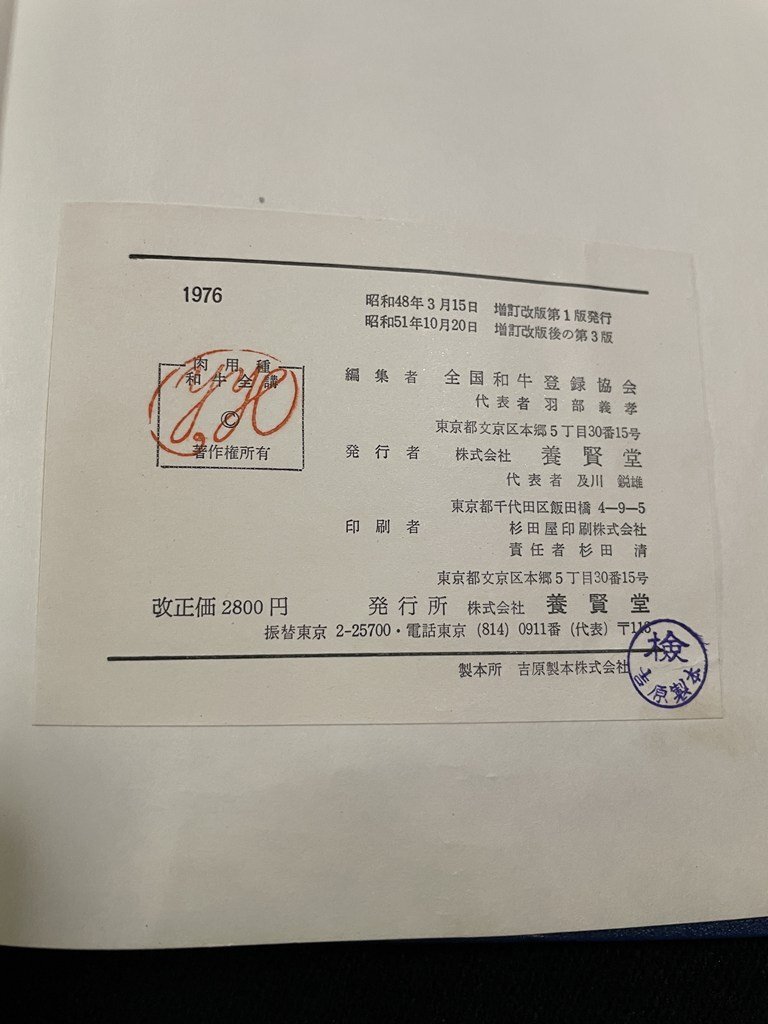 1976
昭和48年3月15日 増訂改版第1版発行
昭和51年10月20日 増訂改版後の第3版
肉用種
和牛全講
©
著作権所有
編集者 全国和牛登録協会
代表者 羽部義孝
東京都文京区本郷5丁目30番15号
発行者 株式会社 養賢堂
代表者 及川鋭雄
東京都千代田区飯田橋 4-9-5
印刷者 杉田屋印刷株式会社
責任者 杉田 清
東京都文京区本郷5丁目30番15号
改正価 2800円 発行所 株式会社 養賢堂
振替東京 2-25700・電話東京 (814) 0911番 (代表) 〒113
製本所 吉原製本株式会社
検
吉原製本